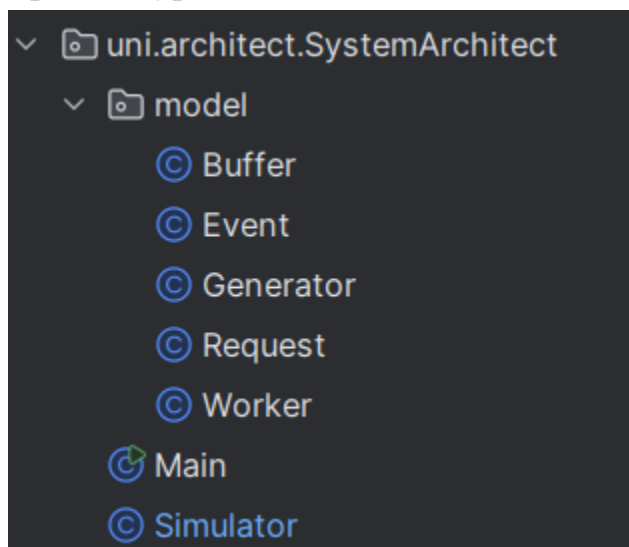 uni.architect.SystemArchitect
model
C Buffer
C Event
C Generator
C Request
C Worker
C Main
C Simulator